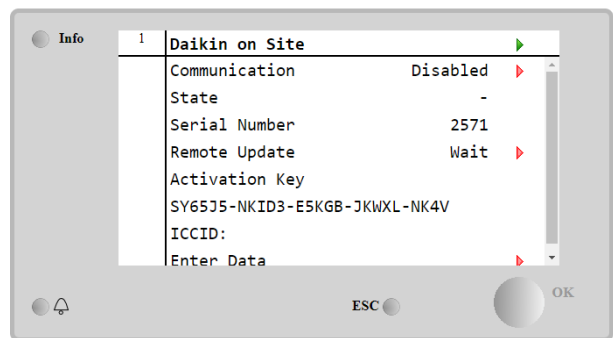 Info
1 Daikin on Site
Communication Disabled
State -
Serial Number 2571
Remote Update Wait
Activation Key
SY65J5-NKID3-E5KGB-JKWXL-NK4V
ICCID:
Enter Data
ESC
OK